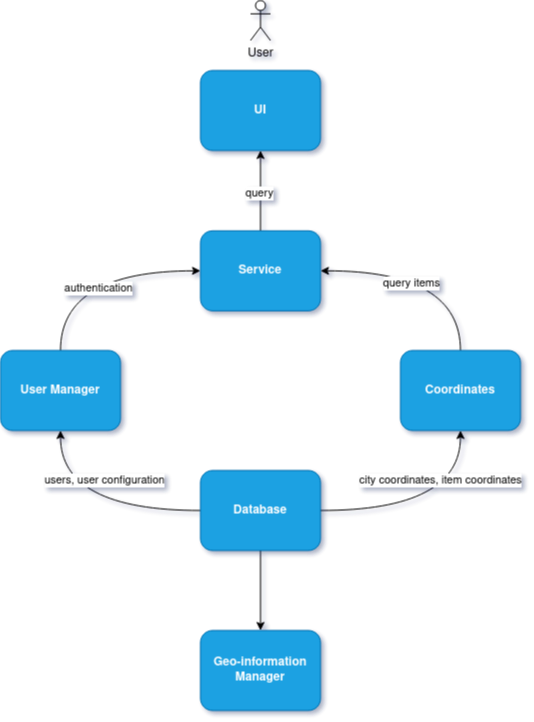 User
UI
query
Service
authentication
query items
User Manager
Coordinates
users, user configuration
city coordinates, item coordinates
Database
Geo-information
Manager